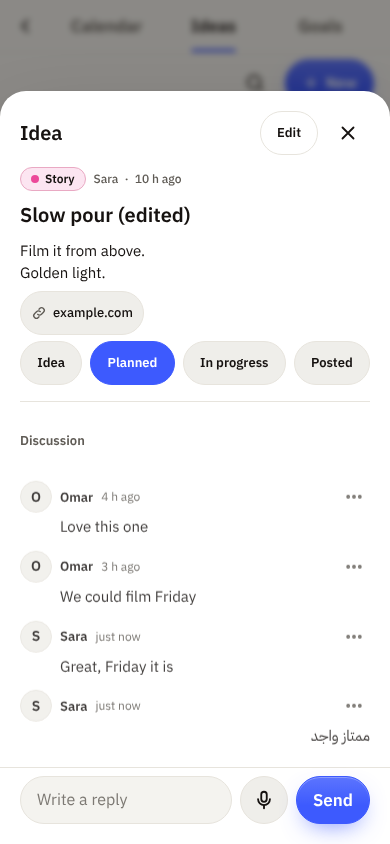 Calendar Ideas Goals
New
Idea
Edit
Story Sara · 10 h ago
Slow pour (edited)
Film it from above.
Golden light.
example.com
Idea Planned In progress Posted
Discussion
O Omar 4 h ago
Love this one
O Omar 3 h ago
We could film Friday
S Sara just now
Great, Friday it is
S Sara just now
ممتاز واجد
Write a reply Send